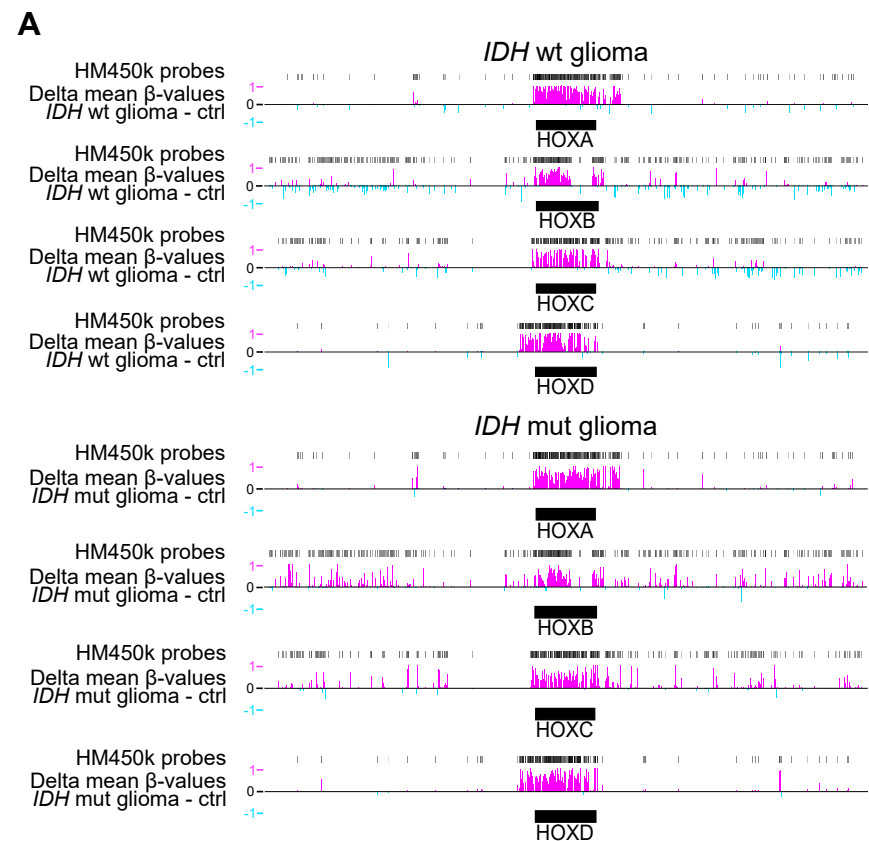 A
IDH wt glioma
HM450k probes
1
Delta mean β-values
0
IDH wt glioma - ctrl
-1
HOXA
HM450k probes
1
Delta mean β-values
0
IDH wt glioma - ctrl
-1
HOXB
HM450k probes
1
Delta mean β-values
0
IDH wt glioma - ctrl
-1
HOXC
HM450k probes
1
Delta mean β-values
0
IDH wt glioma - ctrl
-1
HOXD
IDH mut glioma
HM450k probes
1
Delta mean β-values
0
IDH mut glioma - ctrl
-1
HOXA
HM450k probes
1
Delta mean β-values
0
IDH mut glioma - ctrl
-1
HOXB
HM450k probes
1
Delta mean β-values
0
IDH mut glioma - ctrl
-1
HOXC
HM450k probes
1
Delta mean β-values
0
IDH mut glioma - ctrl
-1
HOXD